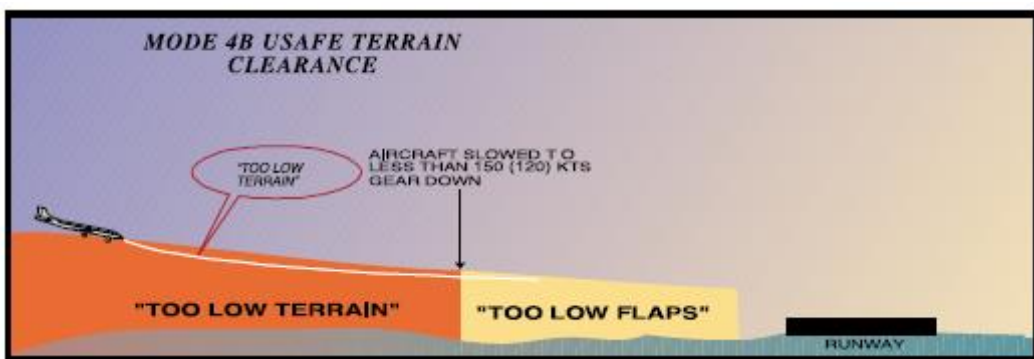 MODE 4B USAFE TERRAIN
CLEARANCE
"TOO LOW
TERRAIN"
AIRCRAFT SLOWED T O
LESS THAN 150 (120) KTS
GEAR DOWN
"TOO LOW TERRAIN"
"TOO LOW FLAPS"
RUNWAY